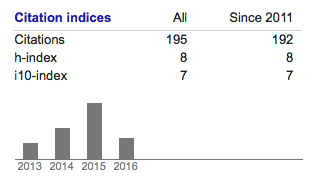 Citation indices All Since 2011
Citations 195 192
h-index 8 8
i10-index 7 7
2013 2014 2015 2016